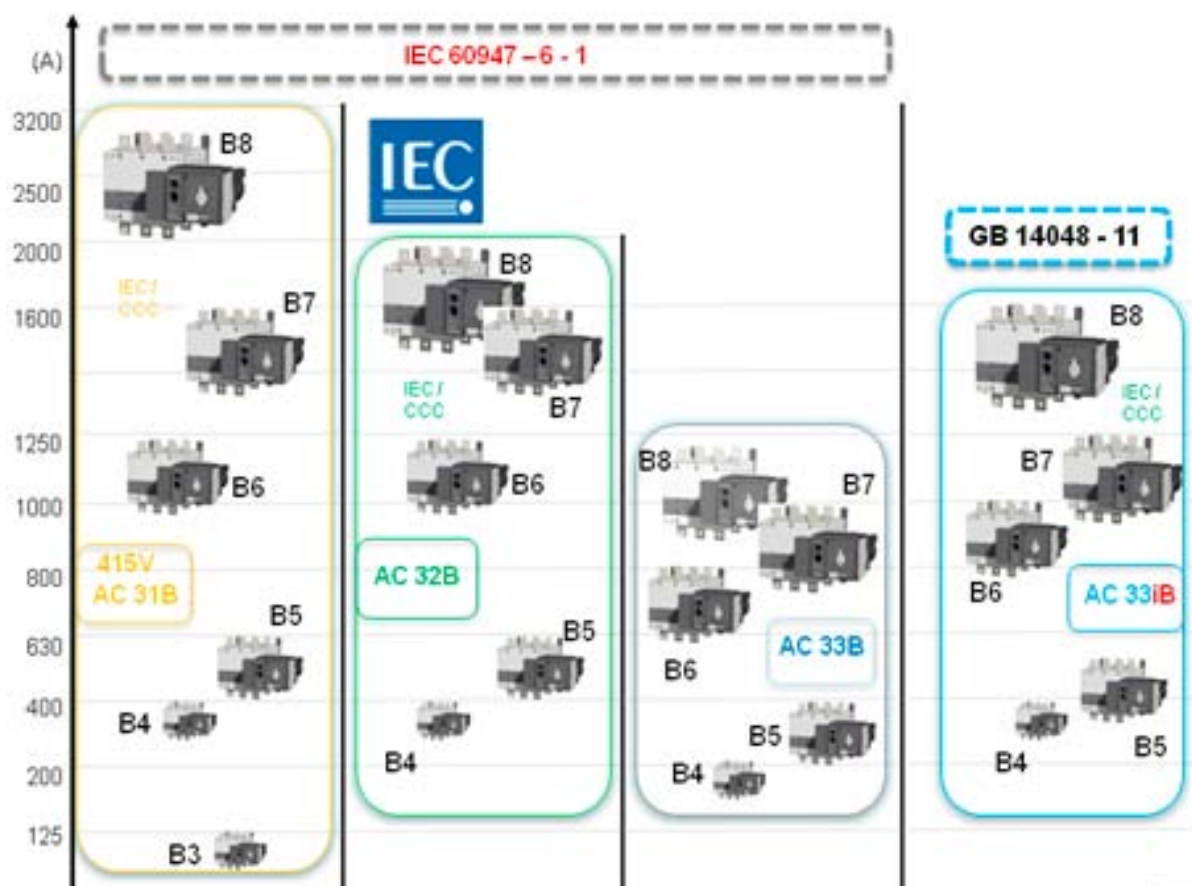 (A)
IEC 60947 – 6 - 1
3200
2500
2000
1600
1250
1000
800
630
400
200
125
B8
IEC /
CCC
B7
B6
415V
AC 31B
B5
B4
B3
IEC
B8
B7
IEC /
CCC
B6
AC 32B
B5
B4
B8
B7
B6
AC 33B
B5
B4
GB 14048 - 11
B8
IEC /
CCC
B7
B6
AC 33iB
B4
B5